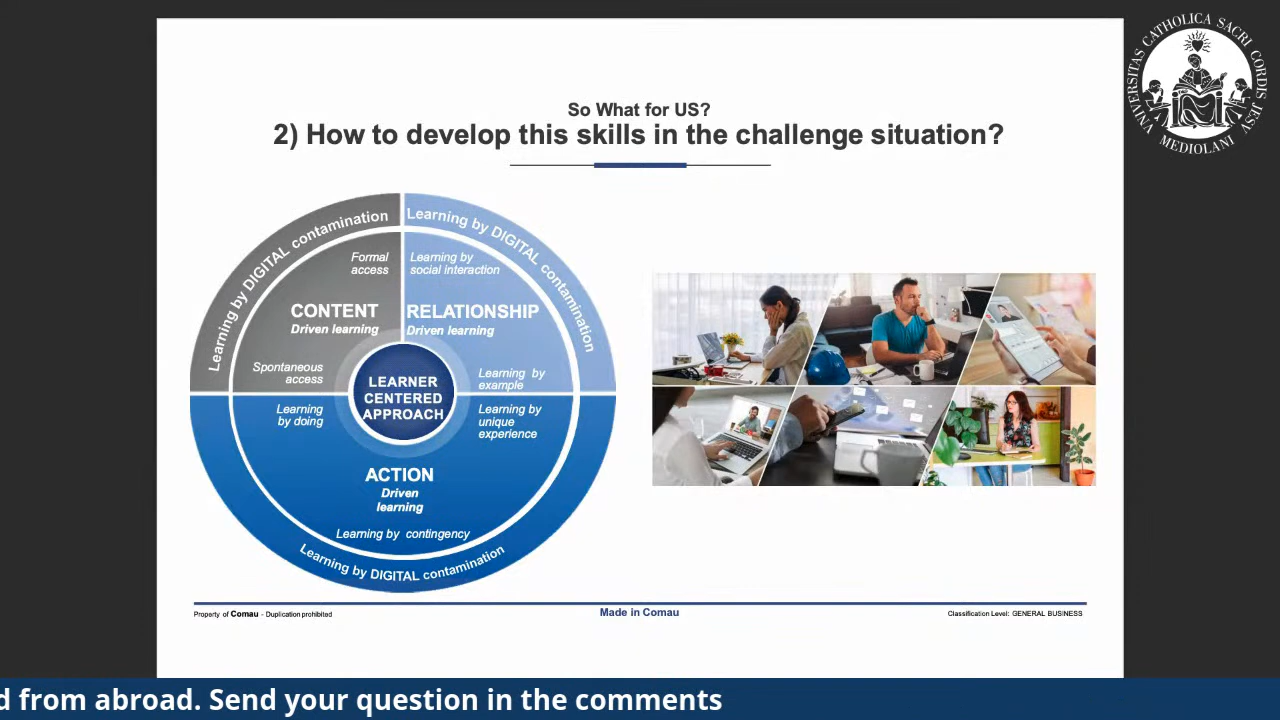 So What for US?
2) How to develop this skills in the challenge situation?
Learning by DIGITAL contamination
Learning by DIGITAL contamination
Formal
access
Learning by
social interaction
CONTENT
Driven learning
RELATIONSHIP
Driven learning
Spontaneous
access
Learning by
example
LEARNER
CENTERED
APPROACH
Learning
by doing
Learning by
unique
experience
ACTION
Driven
learning
Learning by contingency
Learning by DIGITAL contamination
Property of Comau - Duplication prohibited
Made in Comau
Classification Level: GENERAL BUSINESS
UNIVERSITAS CATHOLICA SACRI CORDIS JESV
MEDIOLANI
d from abroad. Send your question in the comments